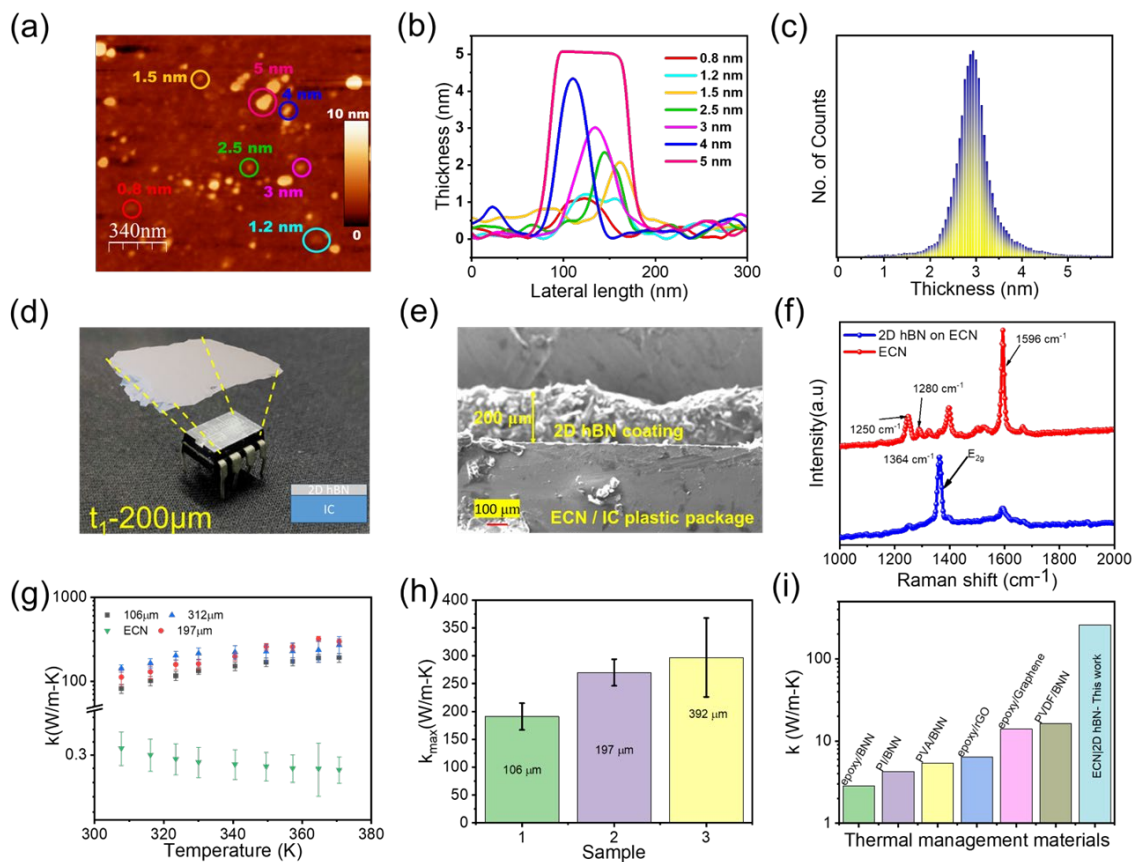 (a)
1.5 nm
5 nm
4 nm
10 nm
2.5 nm
3 nm
0.8 nm
1.2 nm
340nm
0
(b)
5
4
3
2
1
0
Thickness (nm)
0.8 nm
1.2 nm
1.5 nm
2.5 nm
3 nm
4 nm
5 nm
0 100 200 300
Lateral length (nm)
(c)
No. of Counts
0 1 2 3 4 5
Thickness (nm)
(d)
t1-200μm
2D hBN
IC
(e)
200 μm
2D hBN coating
100 μm
ECN / IC plastic package
(f)
2D hBN on ECN
ECN
1596 cm-1
1280 cm-1
1250 cm-1
1364 cm-1
E2g
Intensity(a.u)
1000 1200 1400 1600 1800 2000
Raman shift (cm-1)
(g)
1000
100
0.3
k(W/m-K)
106μm 312μm
ECN 197μm
300 320 340 360 380
Temperature (K)
(h)
400
350
300
250
200
150
100
50
0
kmax(W/m-K)
106 μm
197 μm
392 μm
1 2 3
Sample
(i)
100
10
1
k (W/m-K)
epoxy/BNN
PI/BNN
PVA/BNN
epoxy/rGO
epoxy/Graphene
PVDF/BNN
ECN|2D hBN- This work
Thermal management materials